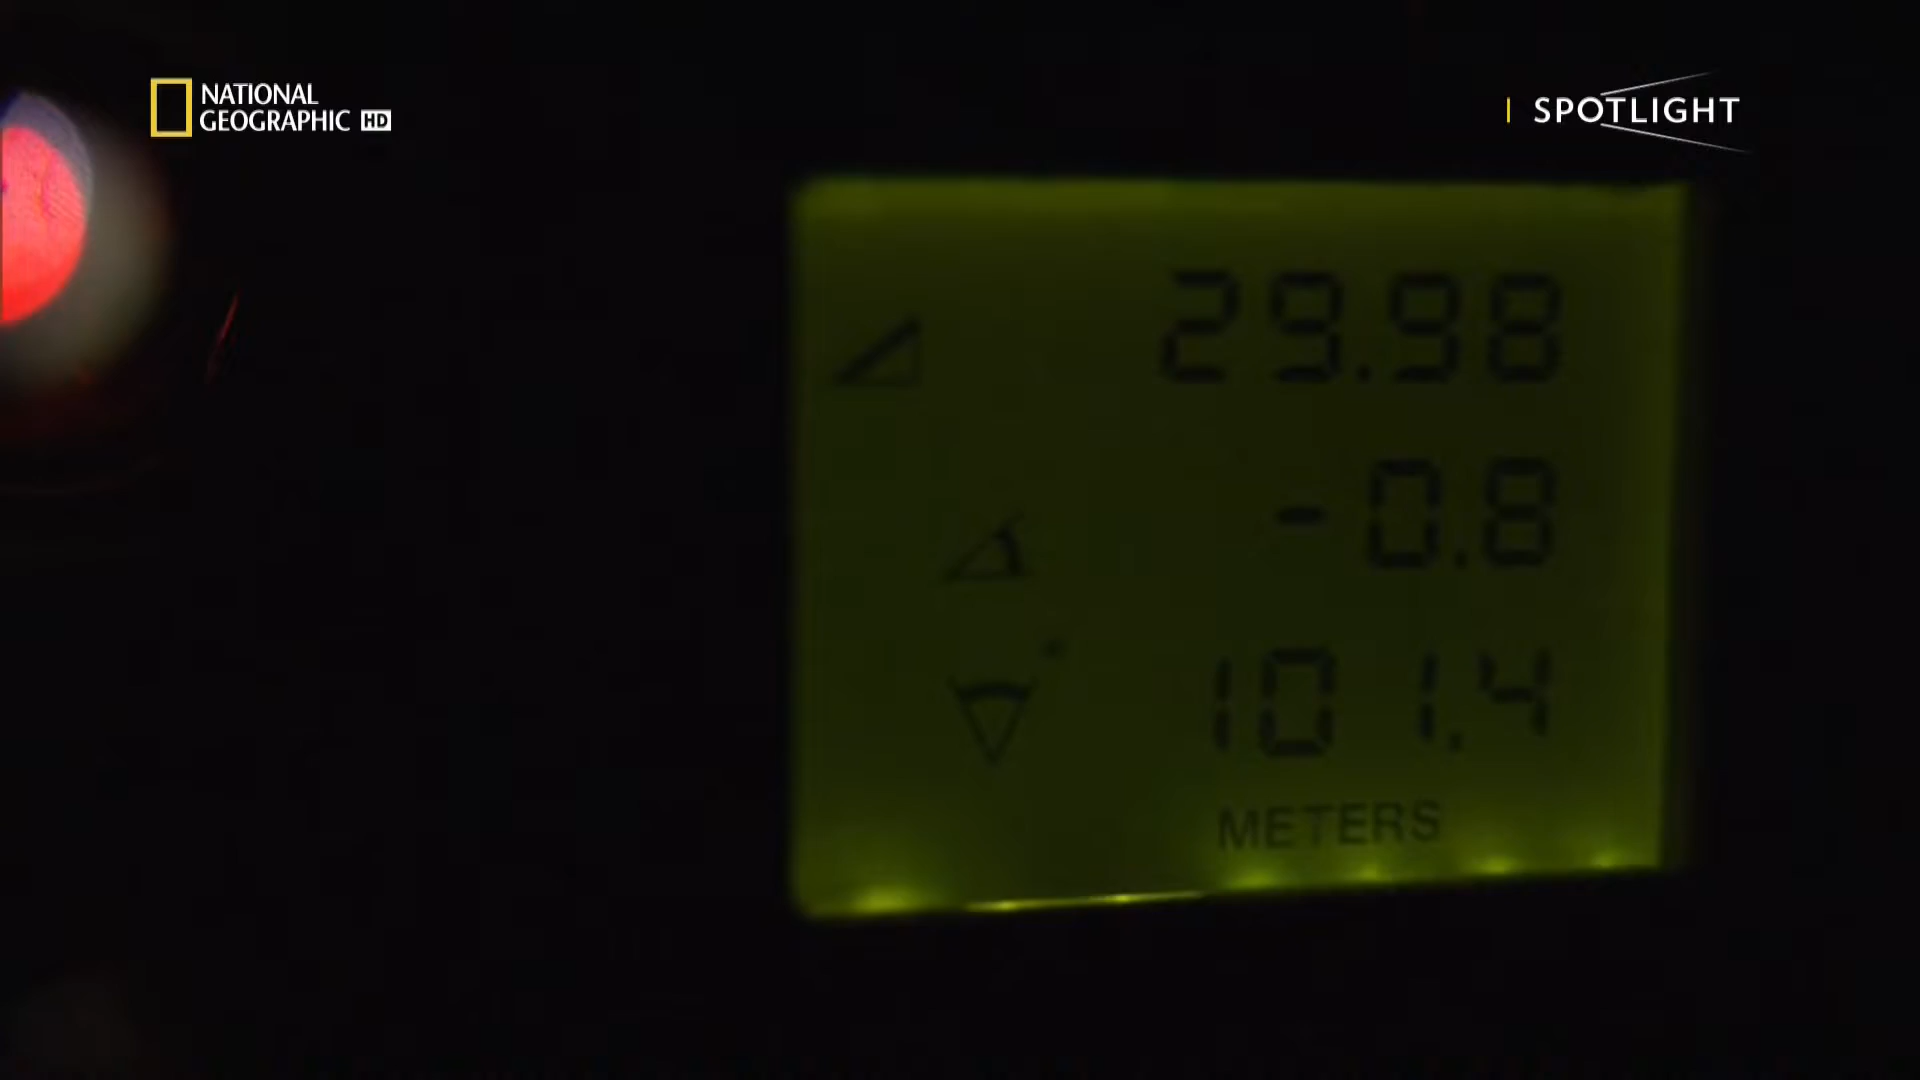 NATIONAL
GEOGRAPHIC HD
SPOTLIGHT
29.98
-0.8
101.4
METERS